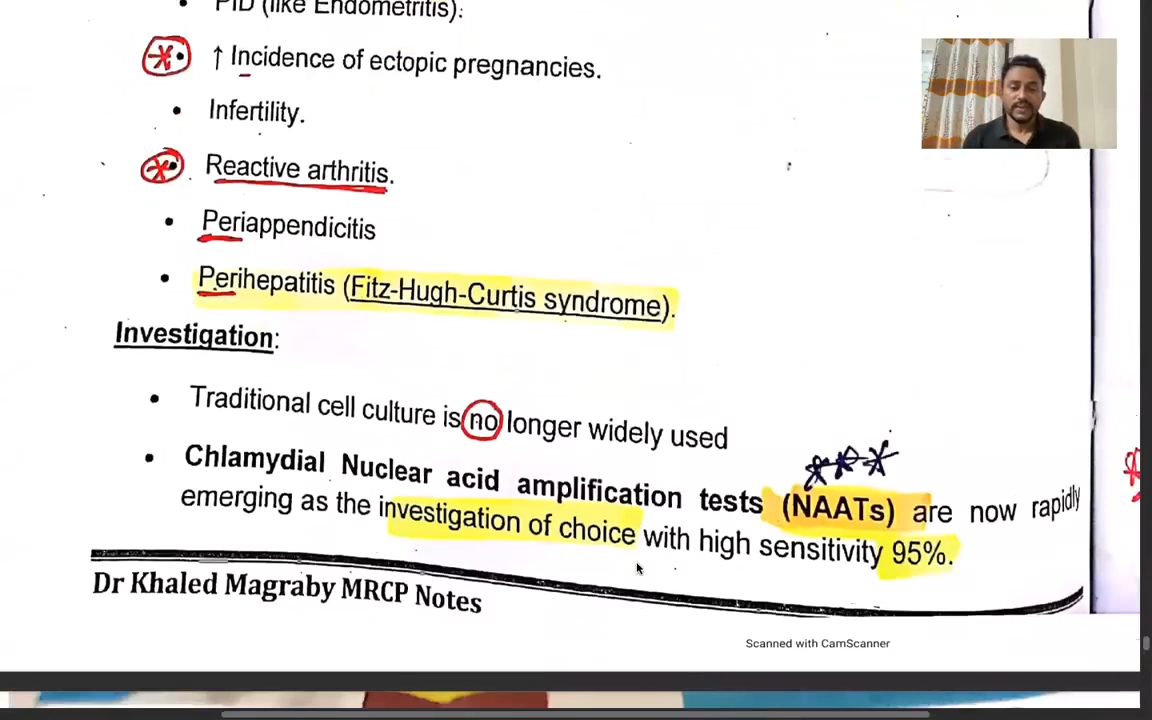 • PID (like Endometritis):
• ↑ Incidence of ectopic pregnancies.
• Infertility.
• Reactive arthritis.
• Periappendicitis
• Perihepatitis (Fitz-Hugh-Curtis syndrome).
Investigation:
• Traditional cell culture is no longer widely used
• Chlamydial Nuclear acid amplification tests (NAATs) are now rapidly
emerging as the investigation of choice with high sensitivity 95%.
Dr Khaled Magraby MRCP Notes
Scanned with CamScanner